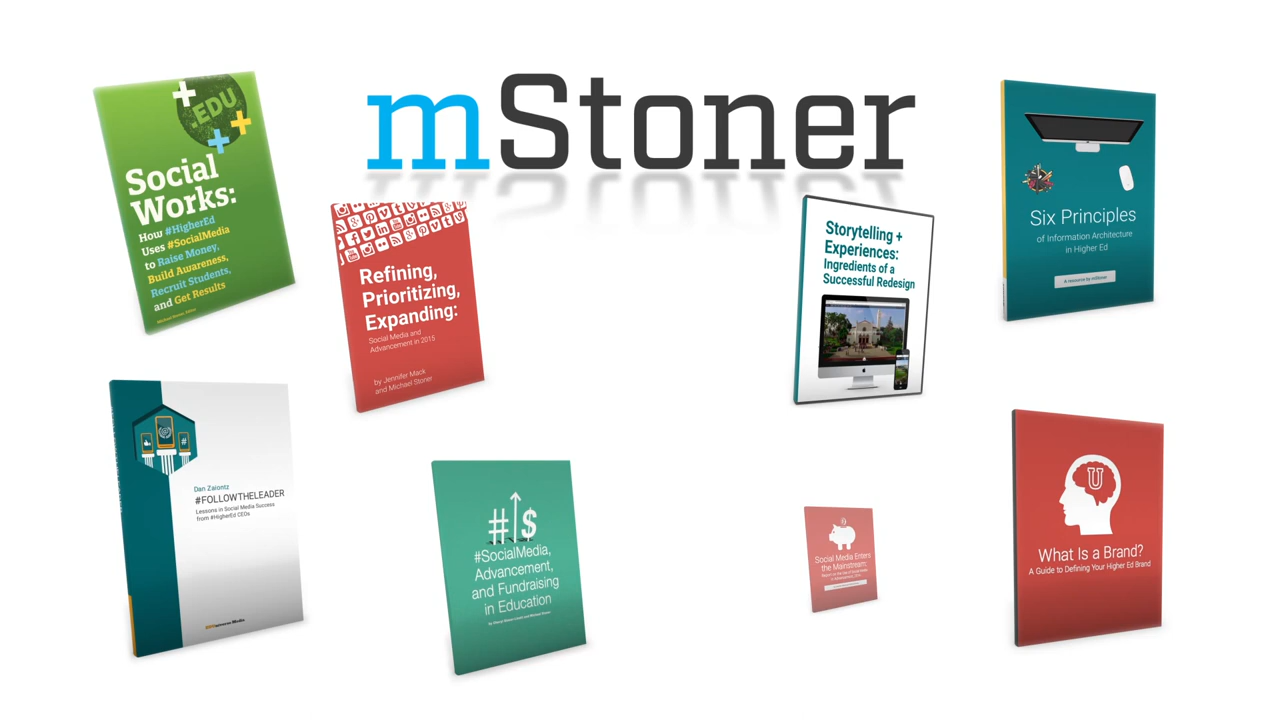 mStoner
.EDU
Social
Works:
How #HigherEd
Uses #SocialMedia
to Raise Money,
Build Awareness,
Recruit Students,
and Get Results
Michael Stoner, Editor
Refining,
Prioritizing,
Expanding:
Social Media and
Advancement in 2015
by Jennifer Mack
and Michael Stoner
Storytelling +
Experiences:
Ingredients of a
Successful Redesign
Six Principles
of Information Architecture
in Higher Ed
A resource by mStoner
Dan Zaiontz
#FOLLOWTHELEADER
Lessons in Social Media Success
from #HigherEd CEOs
#
# $
#SocialMedia,
Advancement,
and Fundraising
in Education
Social Media Enters
the Mainstream:
U
What Is a Brand?
A Guide to Defining Your Higher Ed Brand